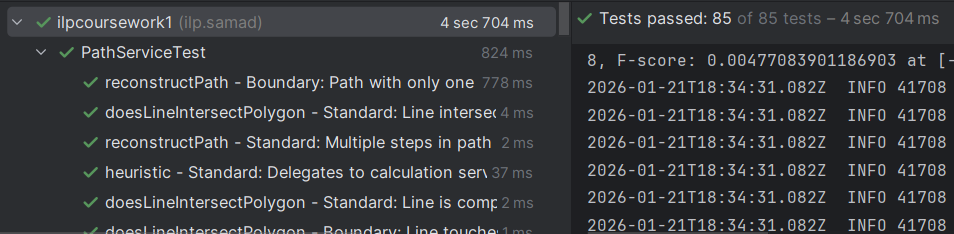 ilpcoursework1 (ilp.samad) 4 sec 704 ms
PathServiceTest 824 ms
reconstructPath - Boundary: Path with only one 778 ms
doesLineIntersectPolygon - Standard: Line intersec 4 ms
reconstructPath - Standard: Multiple steps in path 2 ms
heuristic - Standard: Delegates to calculation serv 37 ms
doesLineIntersectPolygon - Standard: Line is comp 2 ms
doesLineIntersectPolygon - Boundary: Line touche 1 ms
Tests passed: 85 of 85 tests – 4 sec 704 ms
8, F-score: 0.00477083901186903 at [-
2026-01-21T18:34:31.082Z  INFO 41708
2026-01-21T18:34:31.082Z  INFO 41708
2026-01-21T18:34:31.082Z  INFO 41708
2026-01-21T18:34:31.082Z  INFO 41708
2026-01-21T18:34:31.082Z  INFO 41708
2026-01-21T18:34:31.082Z  INFO 41708